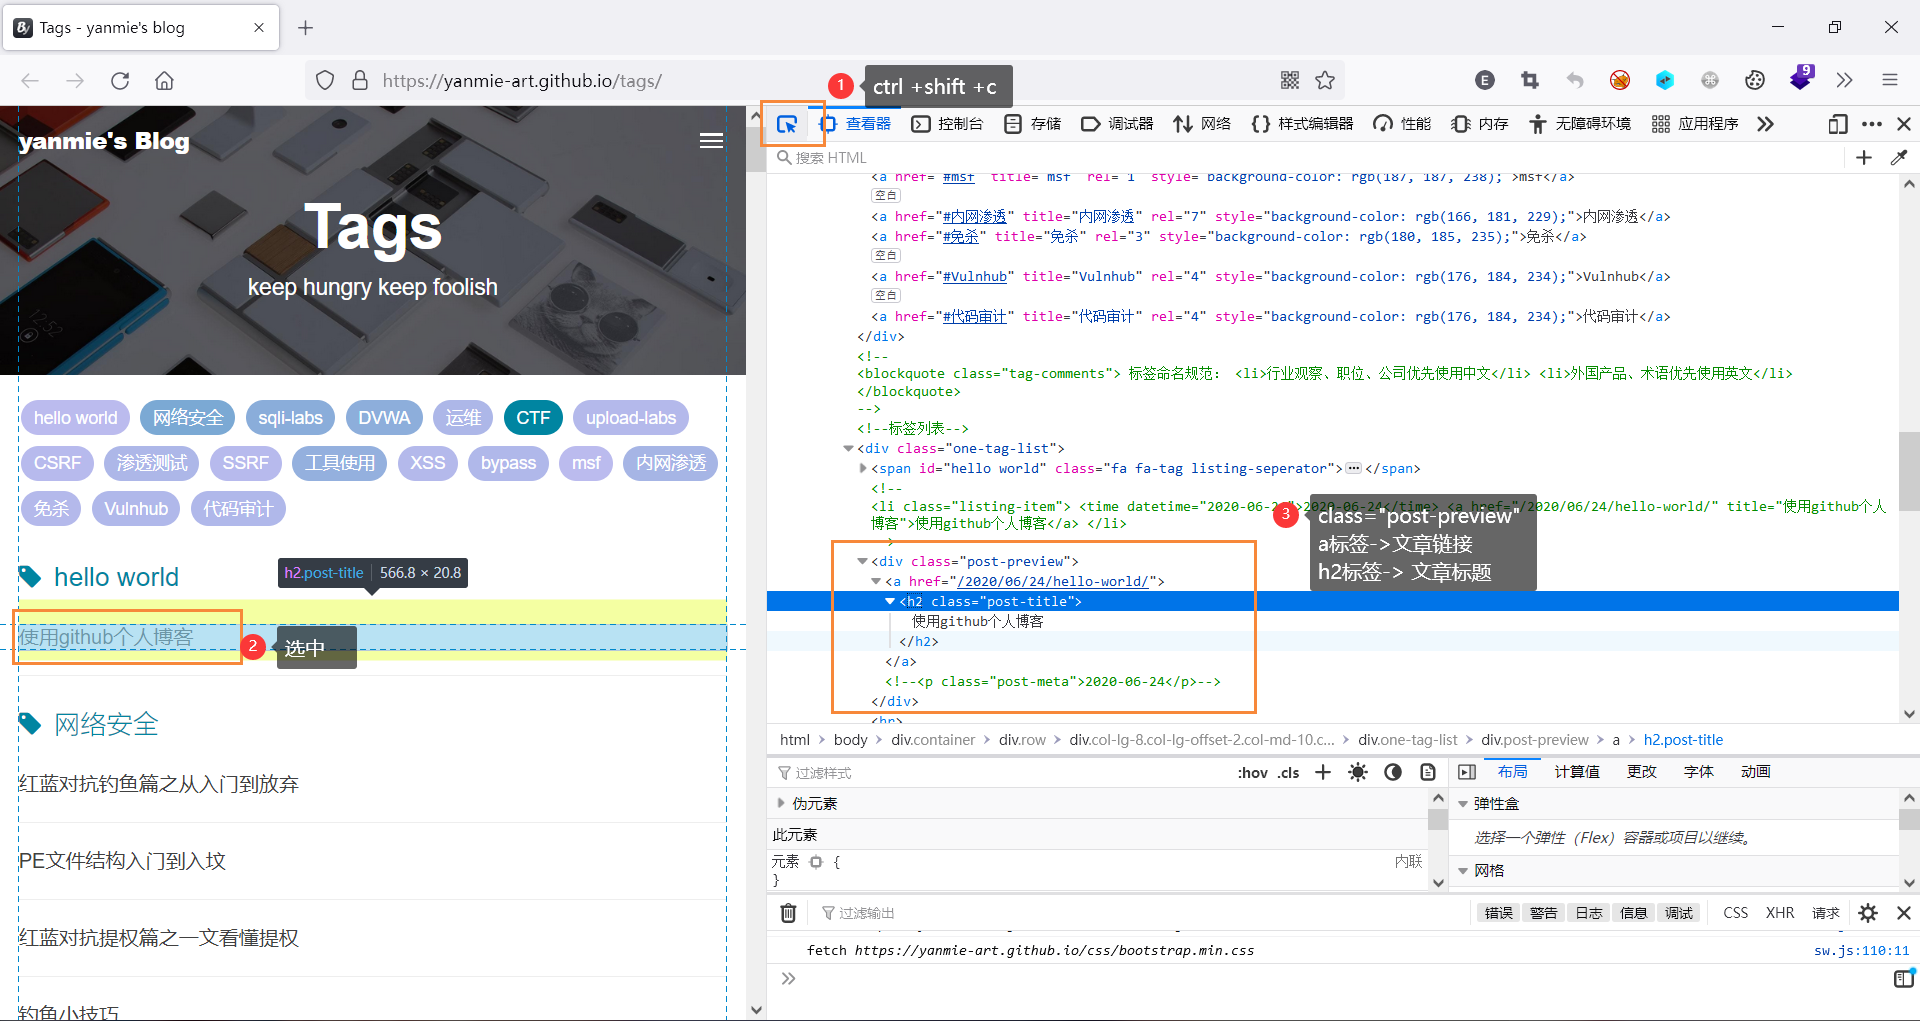 Tags - yanmie's blog
https://yanmie-art.github.io/tags/
1
ctrl +shift +c
E
9
yanmie's Blog
Tags
keep hungry keep foolish
12:52
hello world 网络安全 sqli-labs DVWA 运维 CTF upload-labs
CSRF 渗透测试 SSRF 工具使用 XSS bypass msf 内网渗透
免杀 Vulnhub 代码审计
hello world
h2.post-title 566.8 × 20.8
使用github个人博客
2
选中
网络安全
红蓝对抗钓鱼篇之从入门到放弃
PE文件结构入门到入坟
红蓝对抗提权篇之一文看懂提权
钓鱼小技巧
查看器 控制台 存储 调试器 网络 样式编辑器 性能 内存 无障碍环境 应用程序
搜索 HTML
<a href="#msf" title="msf" rel="1" style="background-color: rgb(187, 187, 238);">msf</a>
空白
<a href="#内网渗透" title="内网渗透" rel="7" style="background-color: rgb(166, 181, 229);">内网渗透</a>
<a href="#免杀" title="免杀" rel="3" style="background-color: rgb(180, 185, 235);">免杀</a>
空白
<a href="#Vulnhub" title="Vulnhub" rel="4" style="background-color: rgb(176, 184, 234);">Vulnhub</a>
空白
<a href="#代码审计" title="代码审计" rel="4" style="background-color: rgb(176, 184, 234);">代码审计</a>
</div>
<!--
<blockquote class="tag-comments"> 标签命名规范： <li>行业观察、职位、公司优先使用中文</li> <li>外国产品、术语优先使用英文</li>
</blockquote>
-->
<!--标签列表-->
<div class="one-tag-list">
<span id="hello world" class="fa fa-tag listing-seperator">⋯</span>
<!--
<li class="listing-item"> <time datetime="2020-06-24">2020-06-24</time> <a href="/2020/06/24/hello-world/" title="使用github个人
博客">使用github个人博客</a> </li>
3
class="post-preview"
a标签->文章链接
h2标签-> 文章标题
<div class="post-preview">
<a href="/2020/06/24/hello-world/">
<h2 class="post-title">
使用github个人博客
</h2>
</a>
<!--<p class="post-meta">2020-06-24</p>-->
</div>
<hr>
html > body > div.container > div.row > div.col-lg-8.col-lg-offset-2.col-md-10.c… > div.one-tag-list > div.post-preview > a > h2.post-title
过滤样式 :hov .cls
伪元素
此元素
元素 { 内联
}
布局 计算值 更改 字体 动画
弹性盒
选择一个弹性（Flex）容器或项目以继续。
网格
过滤输出 错误 警告 日志 信息 调试 CSS XHR 请求
fetch https://yanmie-art.github.io/css/bootstrap.min.css sw.js:110:11